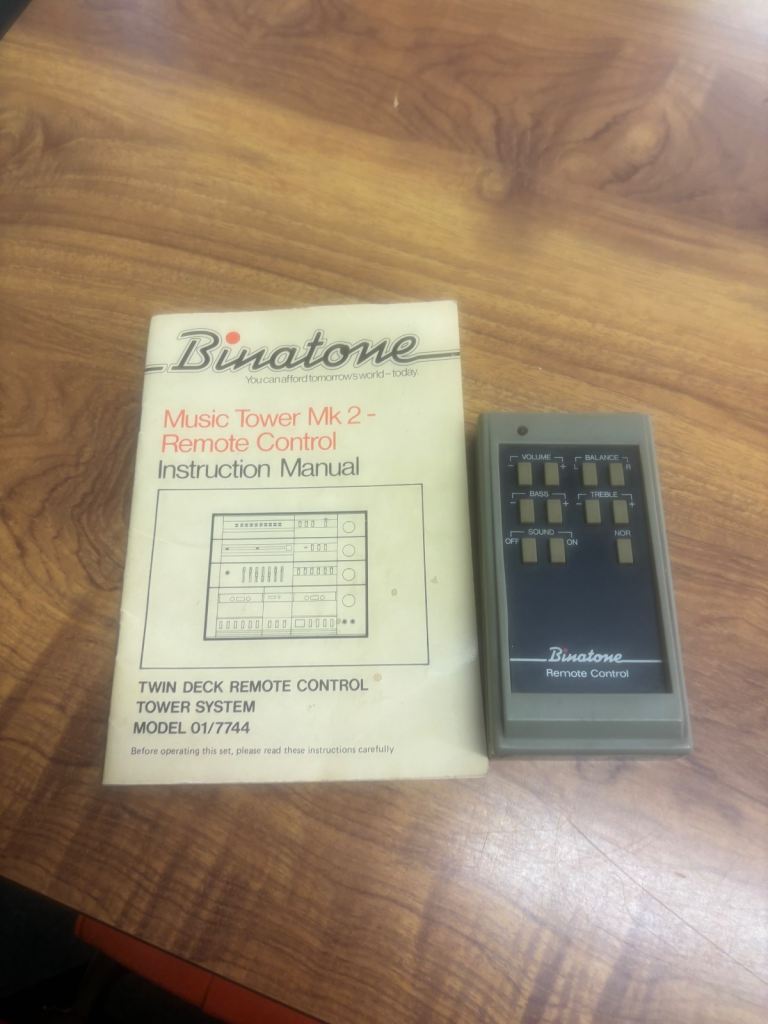 Binatone
You can afford tomorrow's world – today.
Music Tower Mk 2 –
Remote Control
Instruction Manual
TWIN DECK REMOTE CONTROL
TOWER SYSTEM
MODEL 01/7744
Before operating this set, please read these instructions carefully
VOLUME BALANCE
– + L R
BASS TREBLE
– + – +
SOUND NOR
OFF ON
Binatone
Remote Control